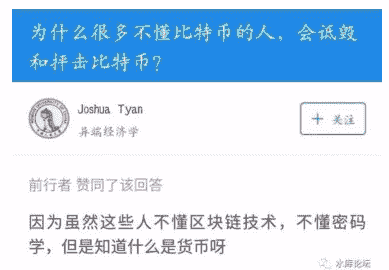 为什么很多不懂比特币的人，会诋毁
和抨击比特币？
Joshua Tyan
异端经济学
+ 关注
前行者 赞同了该回答
因为虽然这些人不懂区块链技术，不懂密码
学，但是知道什么是货币呀
水库论坛